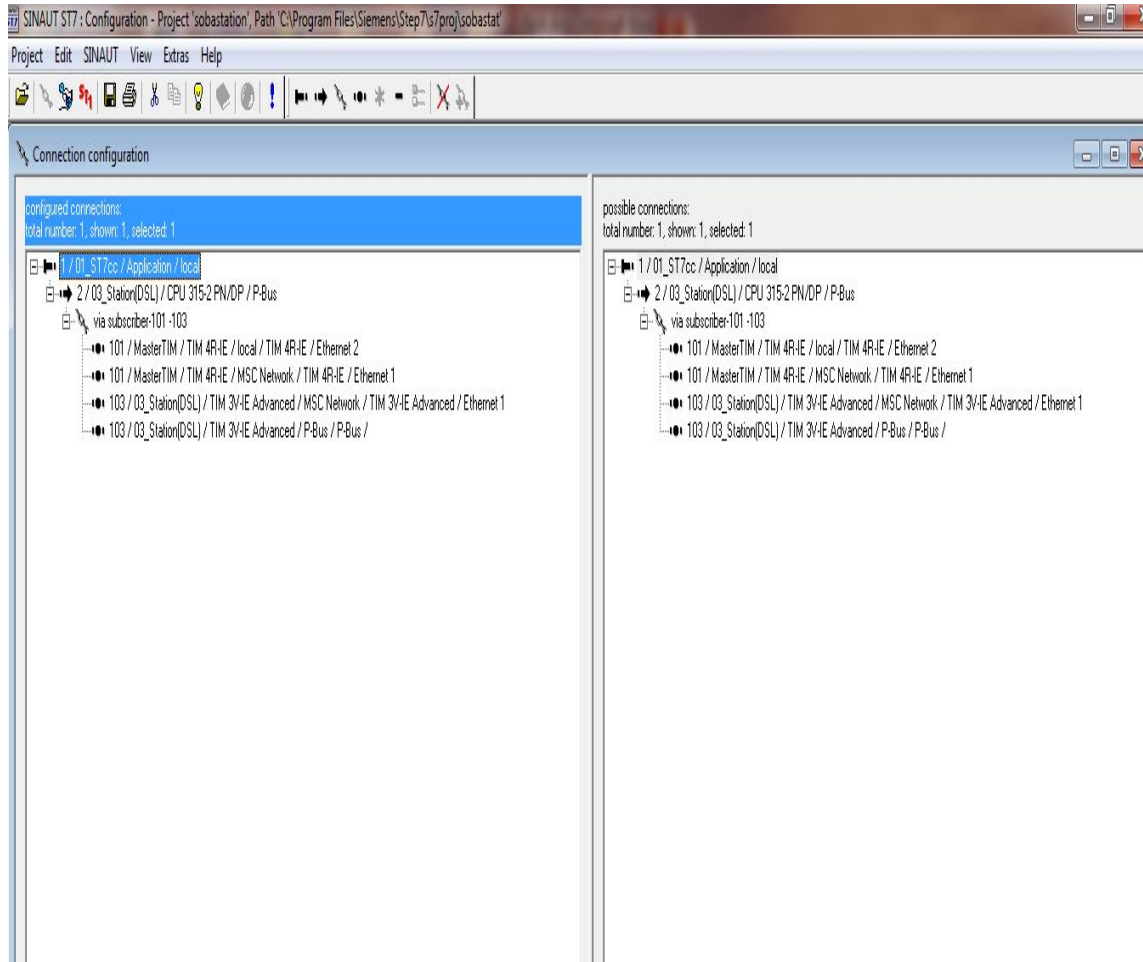 SINAUT ST7 : Configuration - Project 'sobastation', Path 'C:\Program Files\Siemens\Step7\s7proj\sobastat'
Project Edit SINAUT View Extras Help
Connection configuration
configured connections:
total number: 1, shown: 1, selected: 1
1 / 01_ST7cc / Application / local
2 / 03_Station(DSL) / CPU 315-2 PN/DP / P-Bus
via subscriber-101 -103
101 / MasterTIM / TIM 4R-IE / local / TIM 4R-IE / Ethernet 2
101 / MasterTIM / TIM 4R-IE / MSC Network / TIM 4R-IE / Ethernet 1
103 / 03_Station(DSL) / TIM 3V-IE Advanced / MSC Network / TIM 3V-IE Advanced / Ethernet 1
103 / 03_Station(DSL) / TIM 3V-IE Advanced / P-Bus / P-Bus /
possible connections:
total number: 1, shown: 1, selected: 1
1 / 01_ST7cc / Application / local
2 / 03_Station(DSL) / CPU 315-2 PN/DP / P-Bus
via subscriber-101 -103
101 / MasterTIM / TIM 4R-IE / local / TIM 4R-IE / Ethernet 2
101 / MasterTIM / TIM 4R-IE / MSC Network / TIM 4R-IE / Ethernet 1
103 / 03_Station(DSL) / TIM 3V-IE Advanced / MSC Network / TIM 3V-IE Advanced / Ethernet 1
103 / 03_Station(DSL) / TIM 3V-IE Advanced / P-Bus / P-Bus /